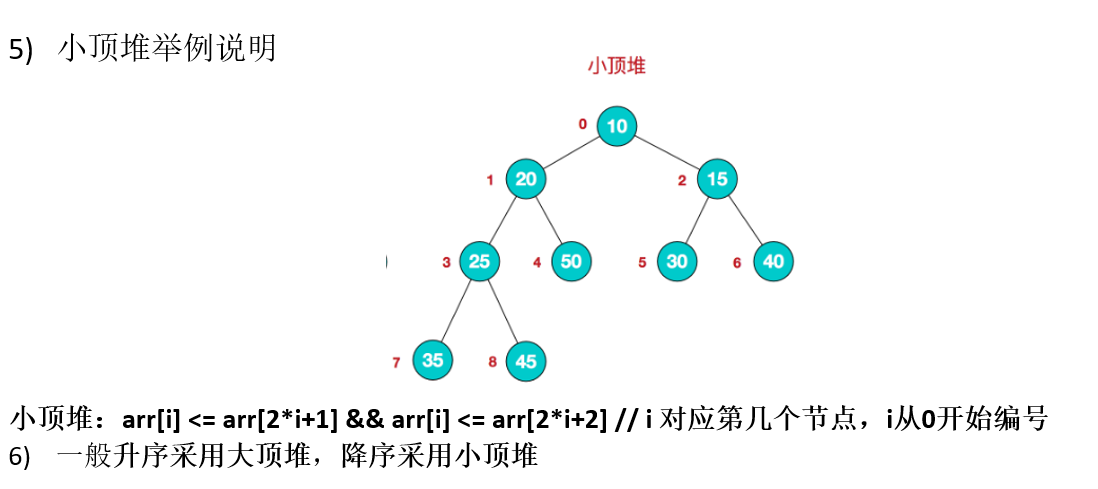 5) 小顶堆举例说明
小顶堆
0 10
1 20 2 15
3 25 4 50 5 30 6 40
7 35 8 45
小顶堆：arr[i] <= arr[2*i+1] && arr[i] <= arr[2*i+2] // i 对应第几个节点，i从0开始编号
6) 一般升序采用大顶堆，降序采用小顶堆